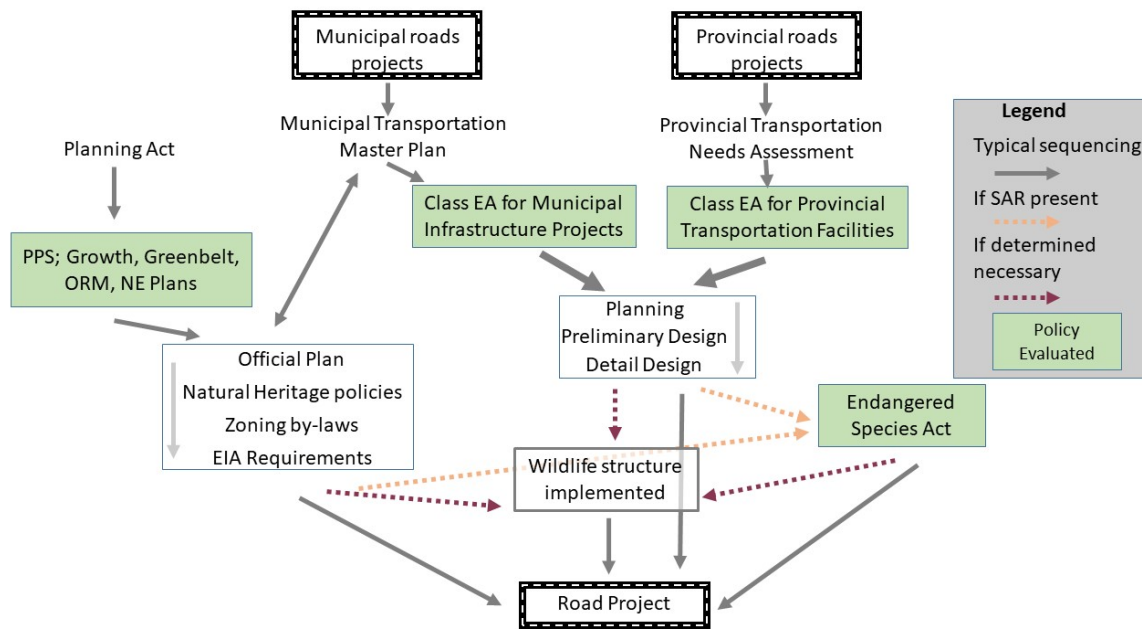 Municipal roads
projects
Provincial roads
projects
Municipal Transportation
Master Plan
Provincial Transportation
Needs Assessment
Planning Act
Class EA for Municipal
Infrastructure Projects
Class EA for Provincial
Transportation Facilities
PPS; Growth, Greenbelt,
ORM, NE Plans
Planning
Preliminary Design
Detail Design
Official Plan
Natural Heritage policies
Zoning by-laws
EIA Requirements
Endangered
Species Act
Wildlife structure
implemented
Road Project
Legend
Typical sequencing
If SAR present
If determined
necessary
Policy
Evaluated